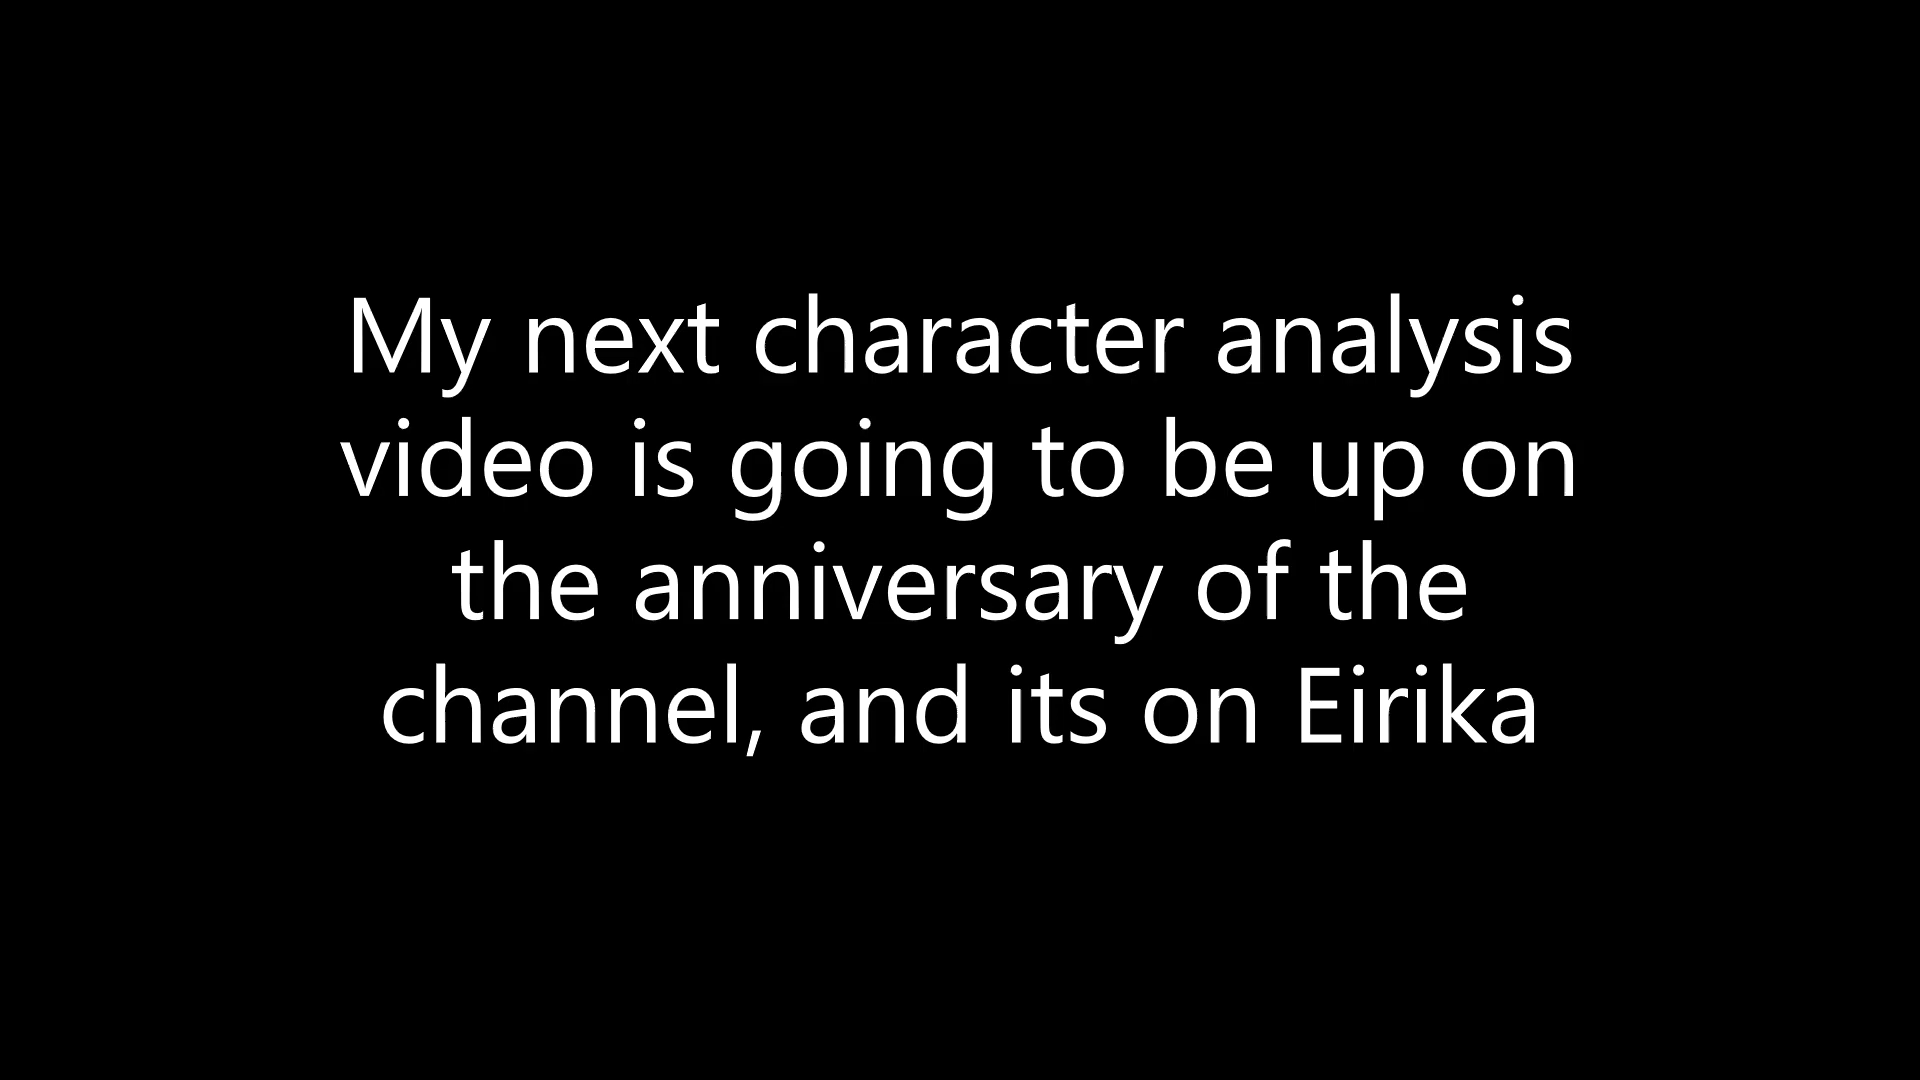 My next character analysis
video is going to be up on
the anniversary of the
channel, and its on Eirika